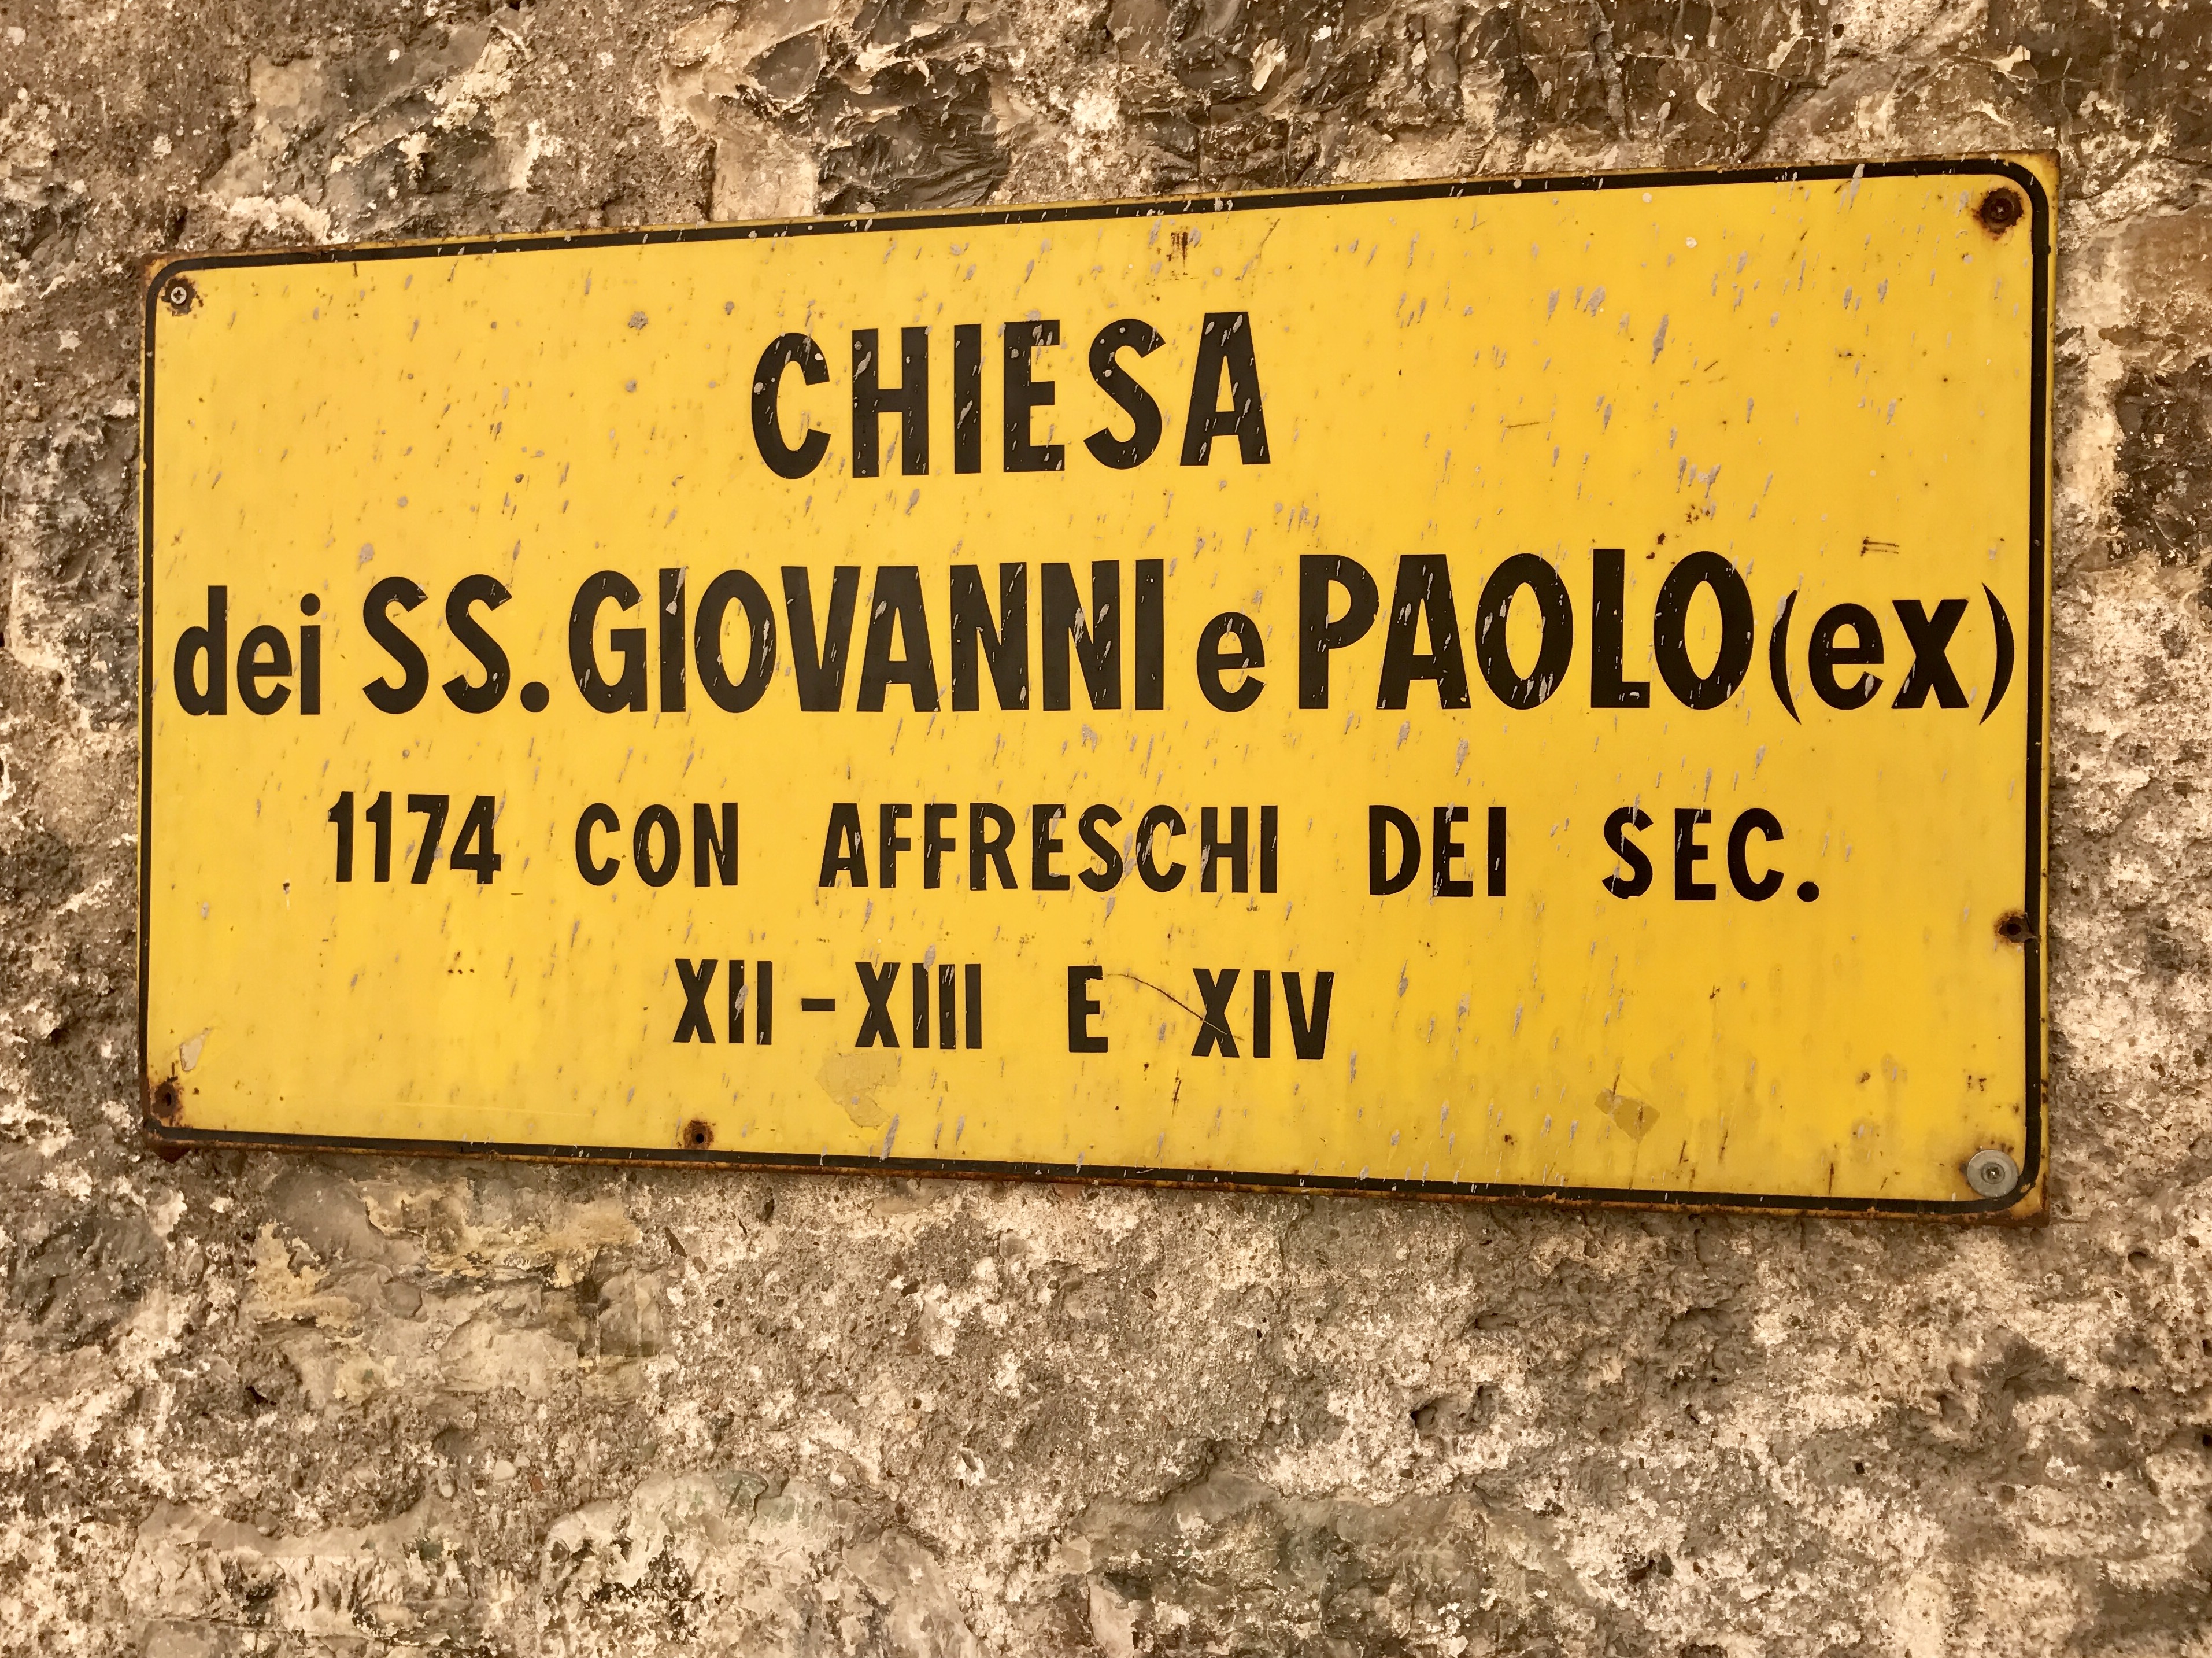 CHIESA
dei SS. GIOVANNI e PAOLO (ex)
1174 CON AFFRESCHI DEI SEC.
XII - XIII E XIV